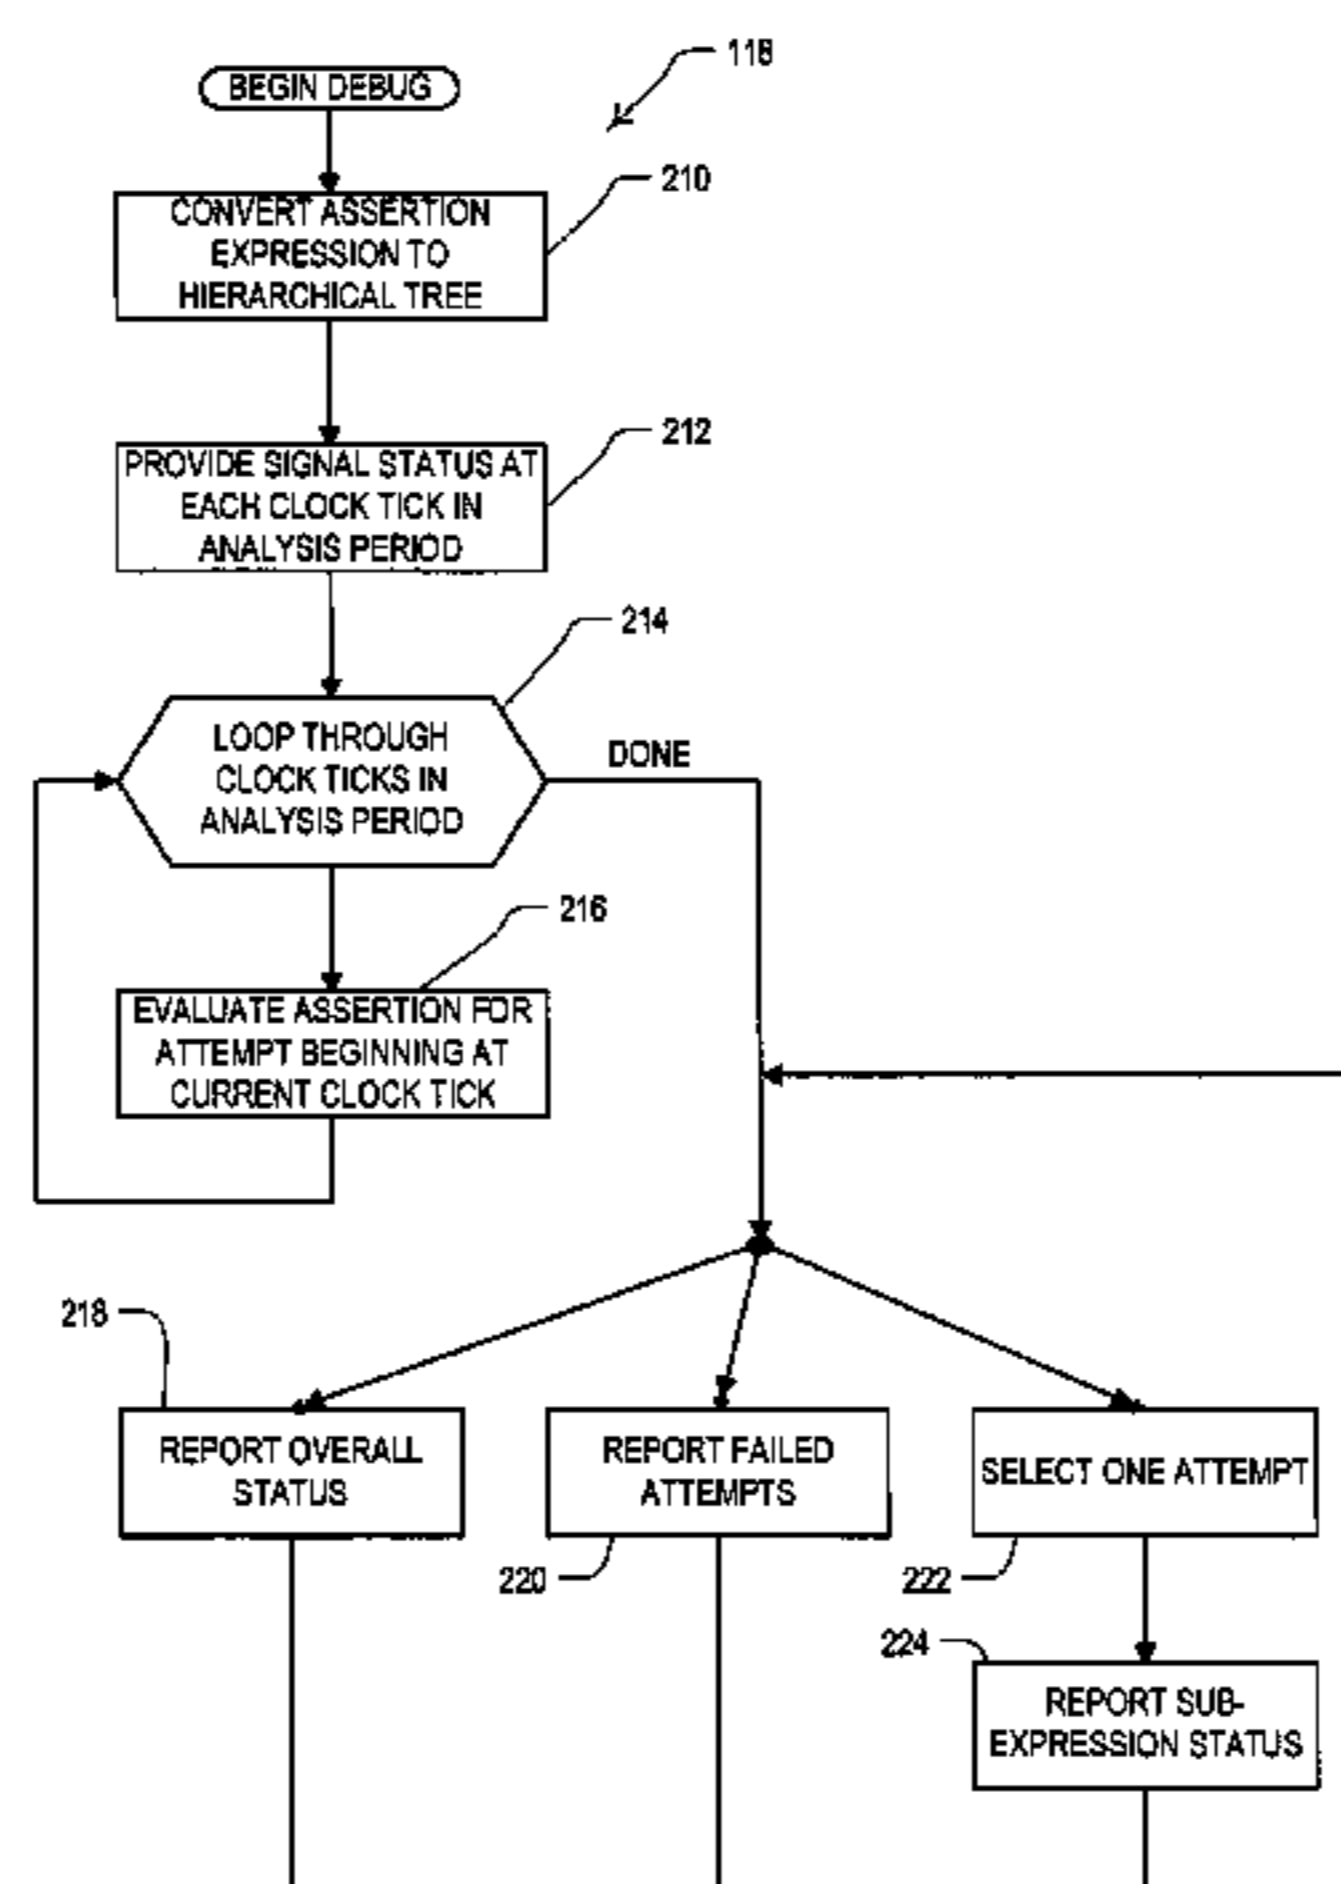 118
BEGIN DEBUG
210
CONVERT ASSERTION
EXPRESSION TO
HIERARCHICAL TREE
212
PROVIDE SIGNAL STATUS AT
EACH CLOCK TICK IN
ANALYSIS PERIOD
214
LOOP THROUGH
CLOCK TICKS IN
ANALYSIS PERIOD
DONE
216
EVALUATE ASSERTION FOR
ATTEMPT BEGINNING AT
CURRENT CLOCK TICK
218
REPORT OVERALL
STATUS
REPORT FAILED
ATTEMPTS
220
SELECT ONE ATTEMPT
222
224
REPORT SUB-
EXPRESSION STATUS